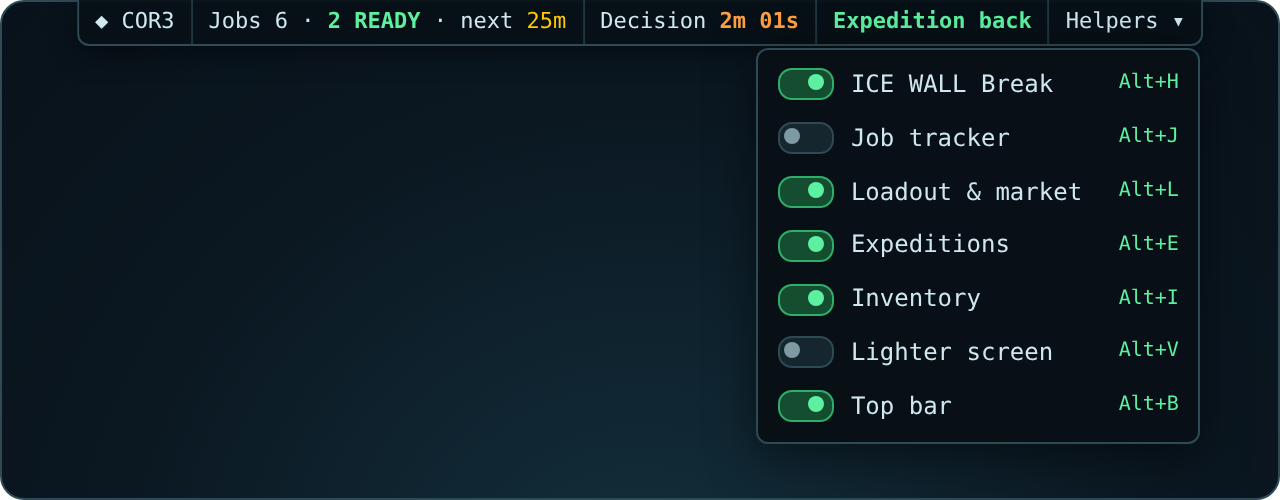 ◆ COR3 Jobs 6 · 2 READY · next 25m Decision 2m 01s Expedition back Helpers ▾
ICE WALL Break Alt+H
Job tracker Alt+J
Loadout & market Alt+L
Expeditions Alt+E
Inventory Alt+I
Lighter screen Alt+V
Top bar Alt+B